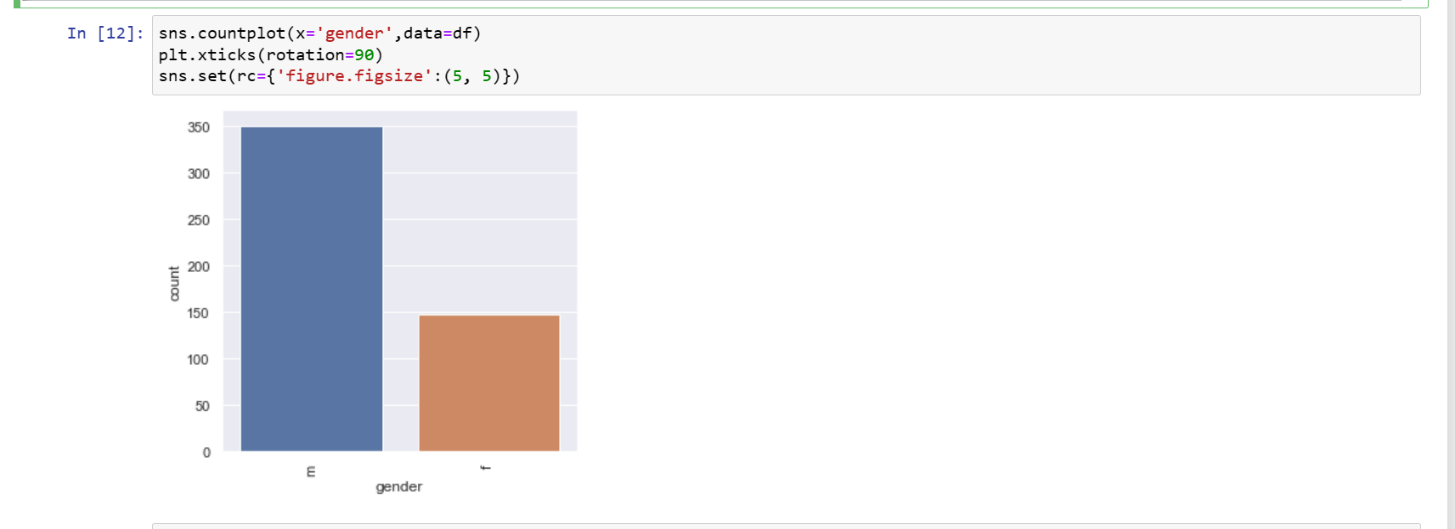 In [12]: sns.countplot(x='gender',data=df)
plt.xticks(rotation=90)
sns.set(rc={'figure.figsize':(5, 5)})
350
300
250
200
150
100
50
0
count
m
f
gender